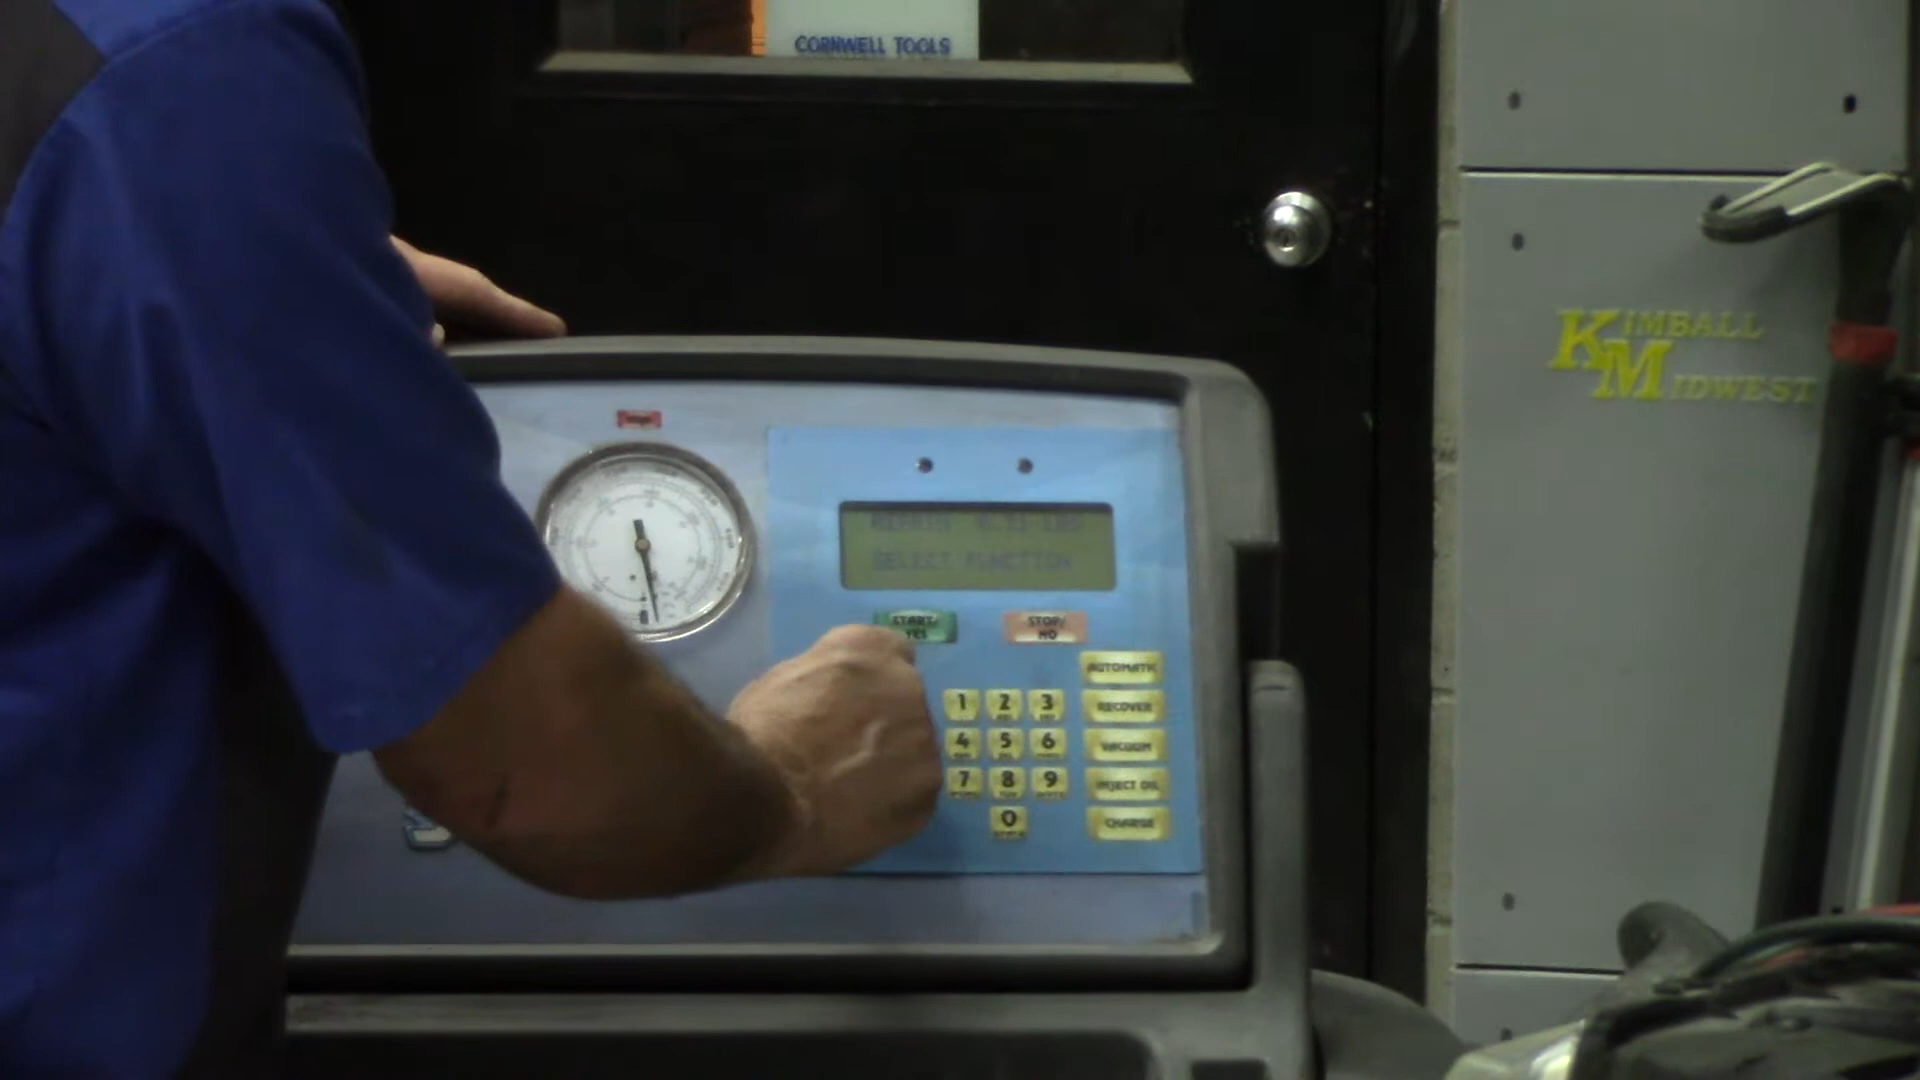 CORNWELL TOOLS
KIMBALL
MIDWEST
SELECT FUNCTION
START/
YES
STOP/
NO
AUTOMATIC
1 2 3
RECOVER
4 5 6
VACUUM
7 8 9
INJECT OIL
0
CHARGE